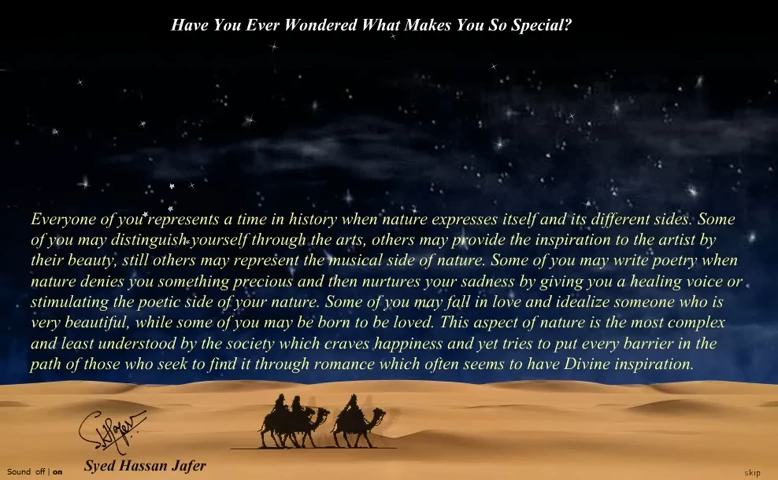 Have You Ever Wondered What Makes You So Special?
Everyone of you represents a time in history when nature expresses itself and its different sides. Some
of you may distinguish yourself through the arts, others may provide the inspiration to the artist by
their beauty, still others may represent the musical side of nature. Some of you may write poetry when
nature denies you something precious and then nurtures your sadness by giving you a healing voice or
stimulating the poetic side of your nature. Some of you may fall in love and idealize someone who is
very beautiful, while some of you may be born to be loved. This aspect of nature is the most complex
and least understood by the society which craves happiness and yet tries to put every barrier in the
path of those who seek to find it through romance which often seems to have Divine inspiration.
Syed Hassan Jafer
Sound off | on
skip